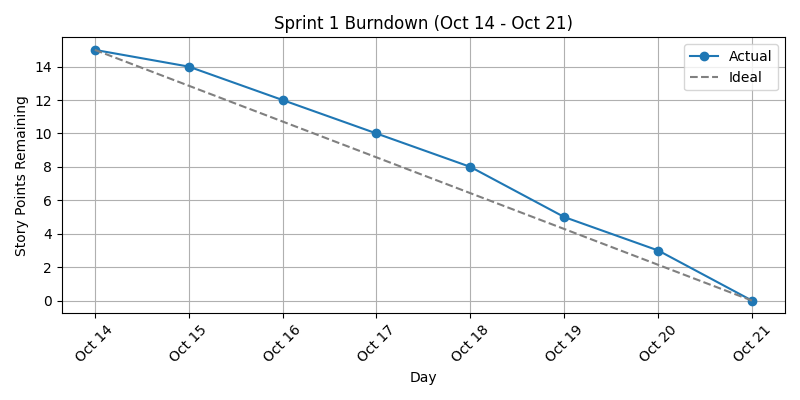 Sprint 1 Burndown (Oct 14 - Oct 21)
Actual
Ideal
Story Points Remaining
14
12
10
8
6
4
2
0
Oct 14
Oct 15
Oct 16
Oct 17
Oct 18
Oct 19
Oct 20
Oct 21
Day